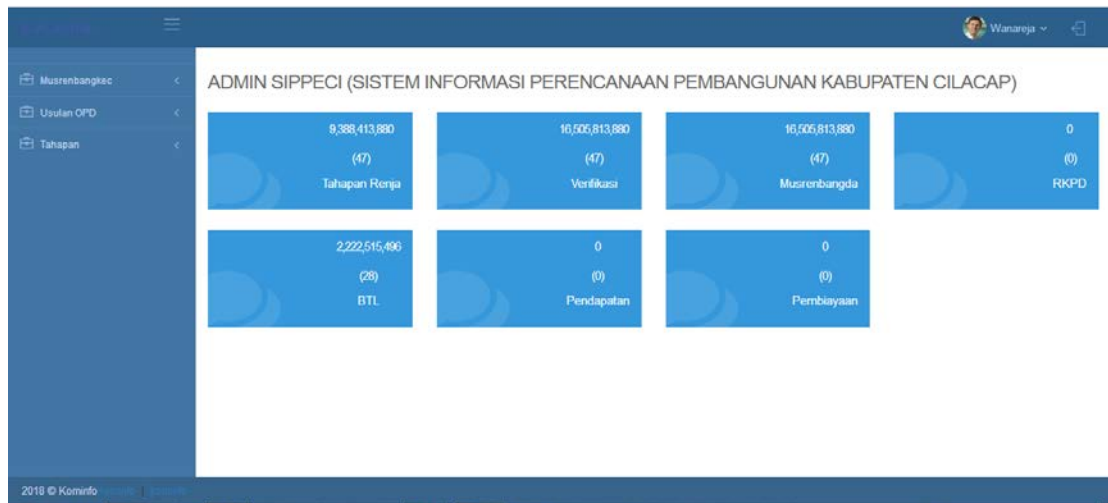 Wanareja
Musrenbangkec
Usulan OPD
Tahapan
ADMIN SIPPECI (SISTEM INFORMASI PERENCANAAN PEMBANGUNAN KABUPATEN CILACAP)
9,388,413,880
(47)
Tahapan Renja
16,505,813,880
(47)
Verifikasi
16,505,813,880
(47)
Musrenbangda
0
(0)
RKPD
2,222,515,496
(28)
BTL
0
(0)
Pendapatan
0
(0)
Pembiayaan
2018 © Kominfo